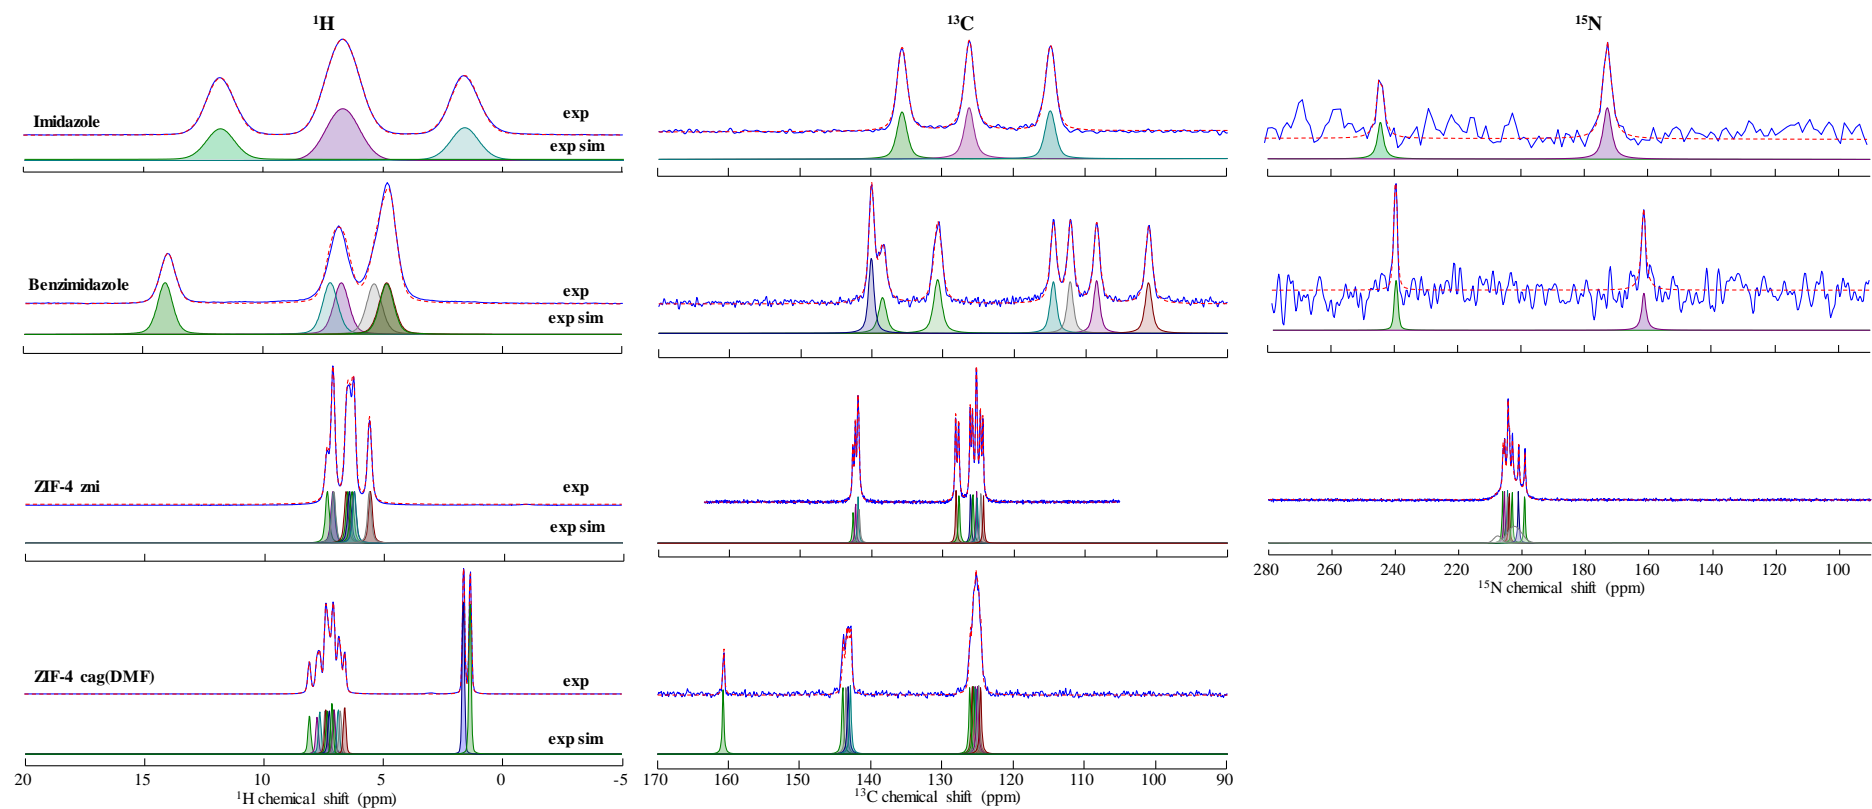 ¹H
¹³C
¹⁵N
Imidazole
exp
exp sim
Benzimidazole
exp
exp sim
ZIF-4 zni
exp
exp sim
280 260 240 220 200 180 160 140 120 100
¹⁵N chemical shift (ppm)
ZIF-4 cag(DMF)
exp
exp sim
20 15 10 5 0 -5
¹H chemical shift (ppm)
170 160 150 140 130 120 110 100 90
¹³C chemical shift (ppm)